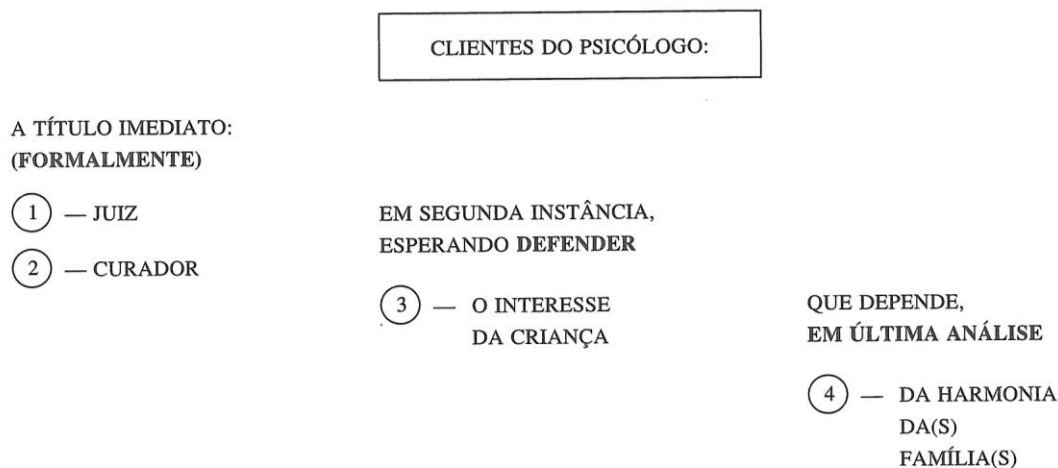 CLIENTES DO PSICÓLOGO:
A TÍTULO IMEDIATO:
(FORMALMENTE)
1 — JUIZ
2 — CURADOR
EM SEGUNDA INSTÂNCIA,
ESPERANDO DEFENDER
3 — O INTERESSE
DA CRIANÇA
QUE DEPENDE,
EM ÚLTIMA ANÁLISE
4 — DA HARMONIA
DA(S)
FAMÍLIA(S)